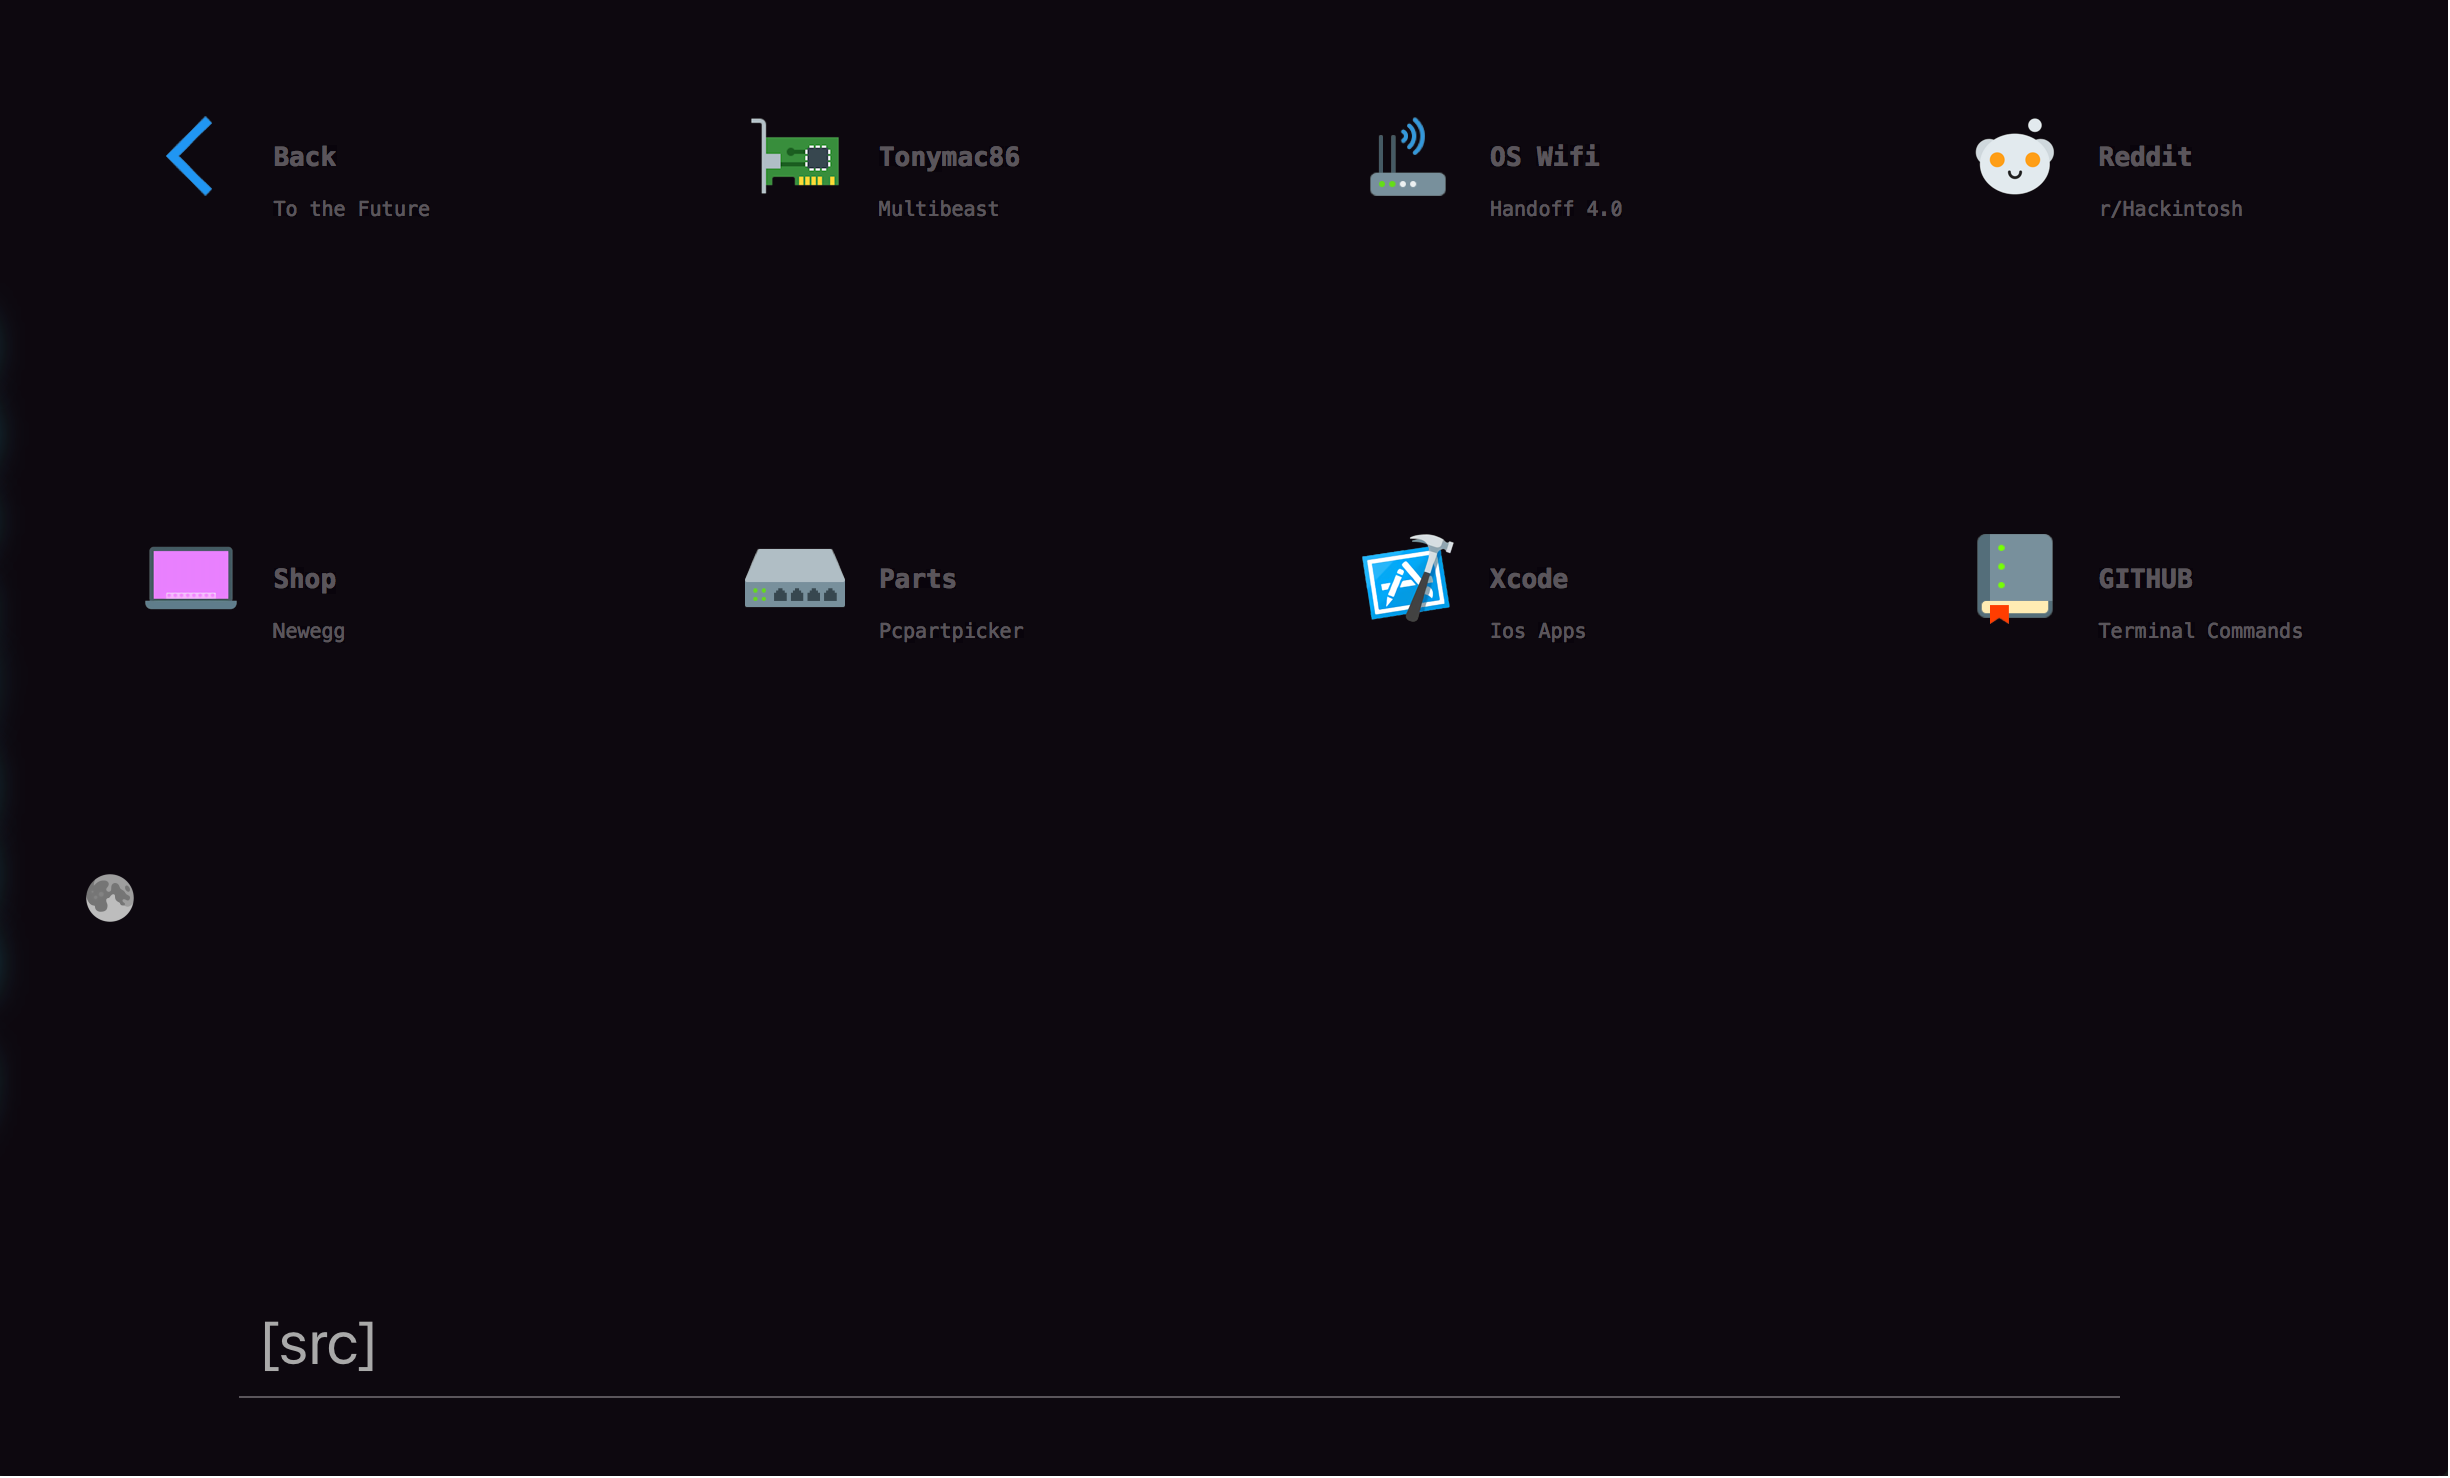 Back
To the Future
Tonymac86
Multibeast
OS Wifi
Handoff 4.0
Reddit
r/Hackintosh
Shop
Newegg
Parts
Pcpartpicker
Xcode
Ios Apps
GITHUB
Terminal Commands
[src]